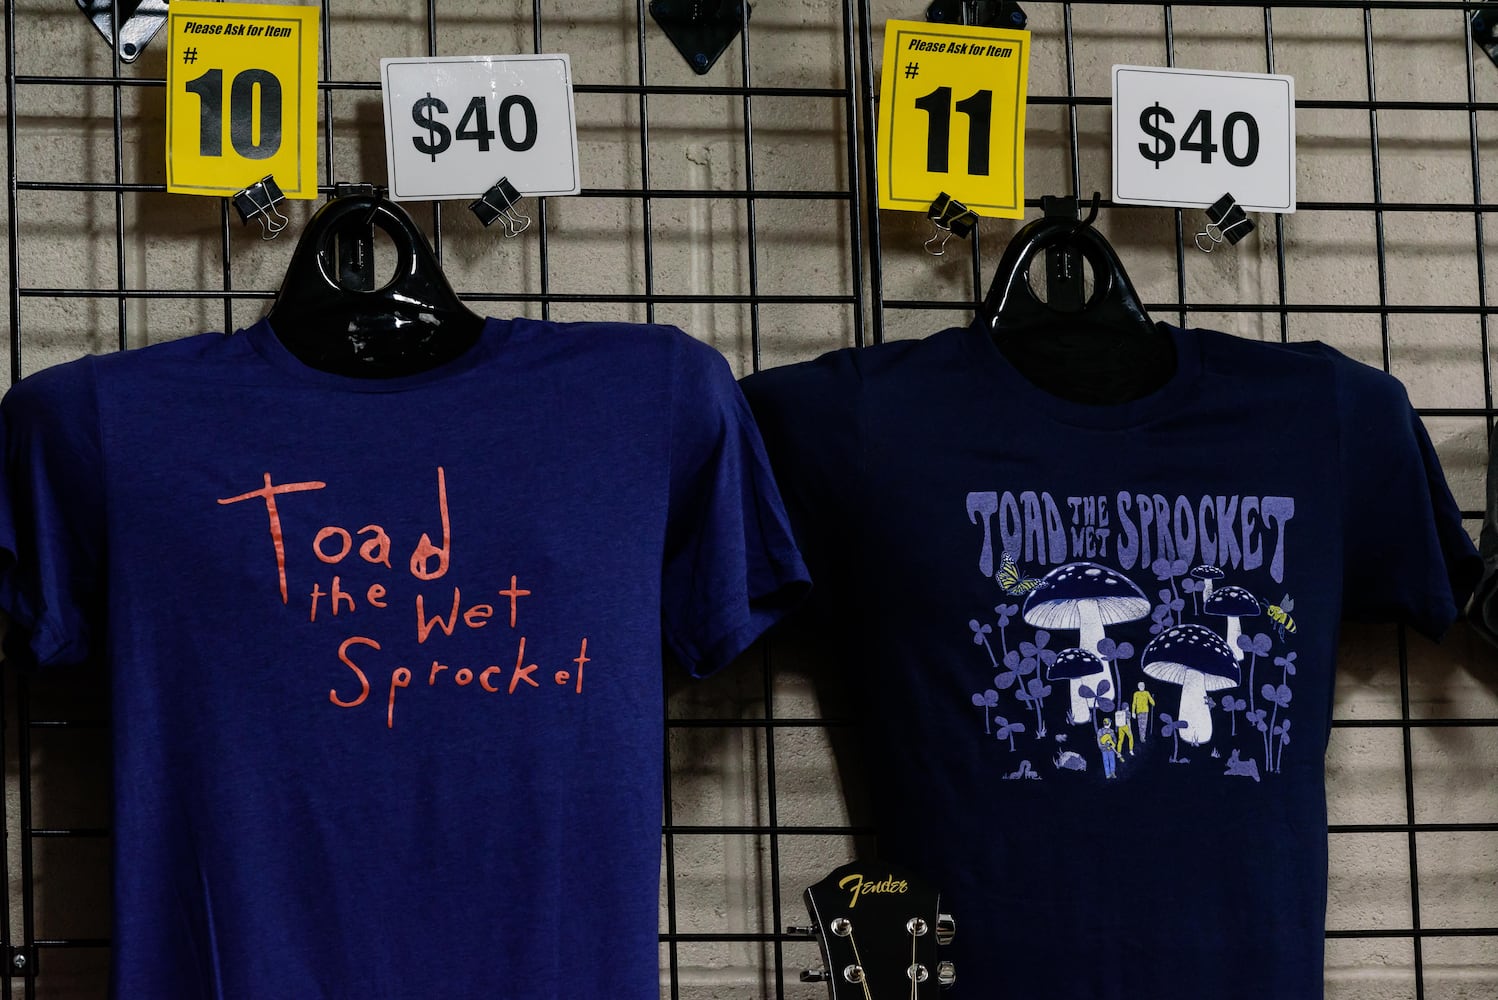 Please Ask for Item
#
10
$40
Toad
the Wet
Sprocket
Please Ask for Item
#
11
$40
TOAD THE WET SPROCKET
Fender